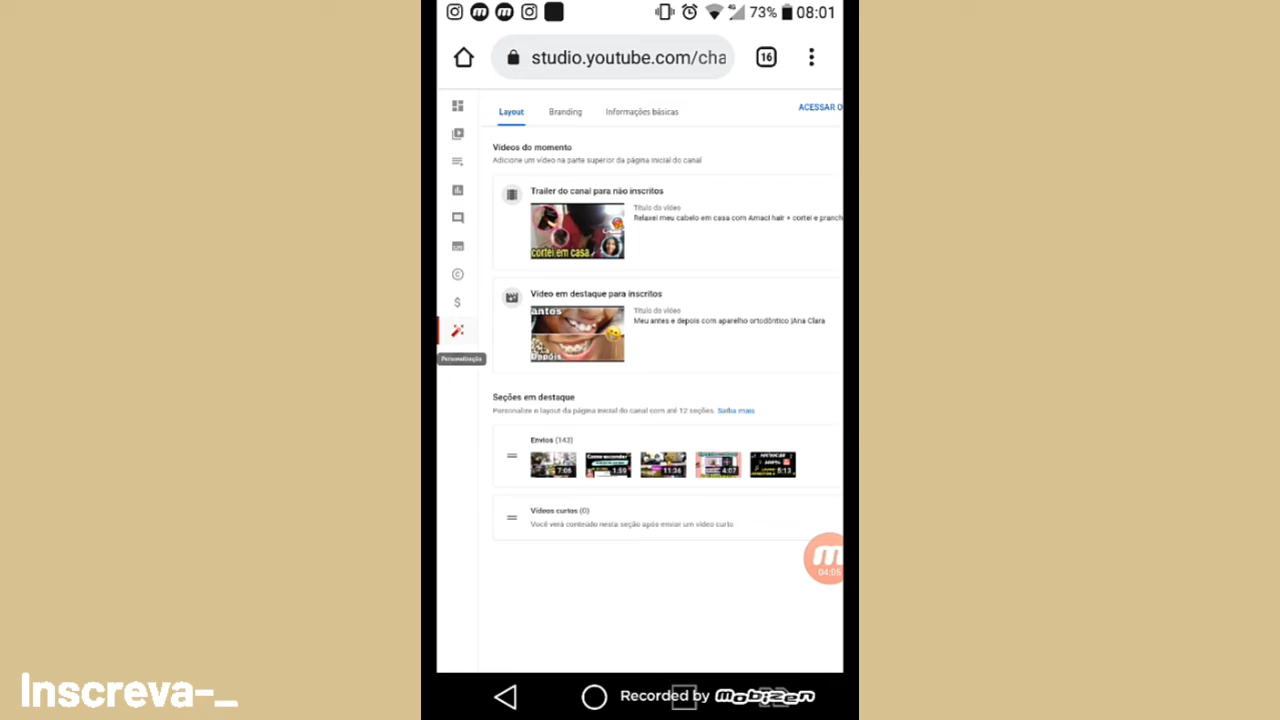 73% 08:01
studio.youtube.com/cha
16
Layout Branding Informações básicas ACESSAR O
Vídeos do momento
Adicione um vídeo na parte superior da página inicial do canal
Trailer do canal para não inscritos
Título do vídeo
Relaxei meu cabelo em casa com Amacihair + cortei e pranch
cortei em casa
Vídeo em destaque para inscritos
Título do vídeo
Meu antes e depois com aparelho ortodôntico |Ana Clara
antes
Depois
Personalização
Seções em destaque
Personalize o layout da página inicial do canal com até 12 seções. Saiba mais
Envios (143)
7:06 1:59 11:36 4:07 5:13
Vídeos curtos (0)
Você verá conteúdo nesta seção após enviar um vídeo curto
04:05
Inscreva-_
Recorded by Mobizen